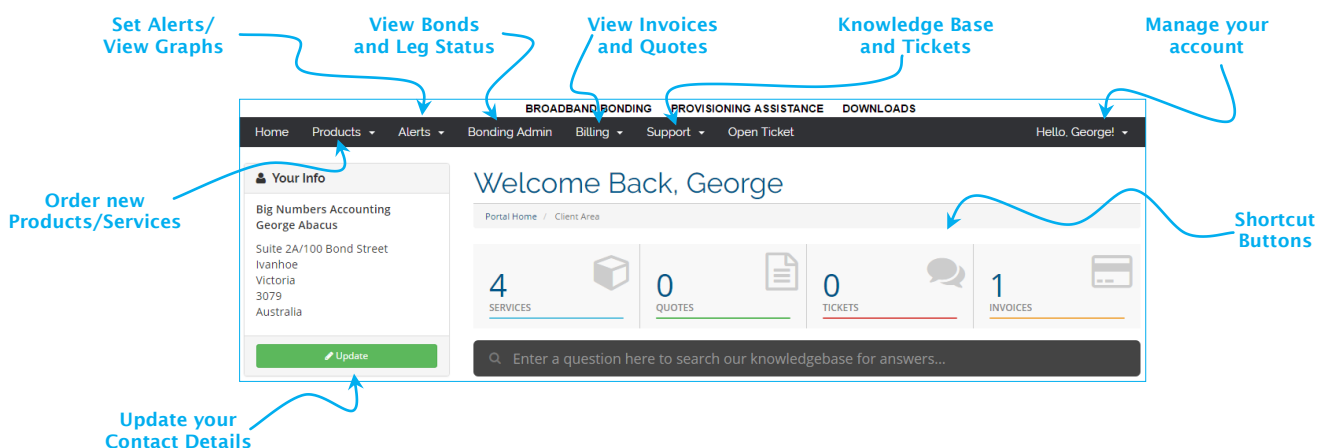 Set Alerts/
View Graphs
View Bonds
and Leg Status
View Invoices
and Quotes
Knowledge Base
and Tickets
Manage your
account
BROADBAND BONDING PROVISIONING ASSISTANCE DOWNLOADS
Home Products Alerts Bonding Admin Billing Support Open Ticket Hello, George!
Order new
Products/Services
Your Info
Big Numbers Accounting
George Abacus
Suite 2A/100 Bond Street
Ivanhoe
Victoria
3079
Australia
Update
Welcome Back, George
Portal Home / Client Area
4
SERVICES
0
QUOTES
0
TICKETS
1
INVOICES
Enter a question here to search our knowledgebase for answers...
Shortcut
Buttons
Update your
Contact Details